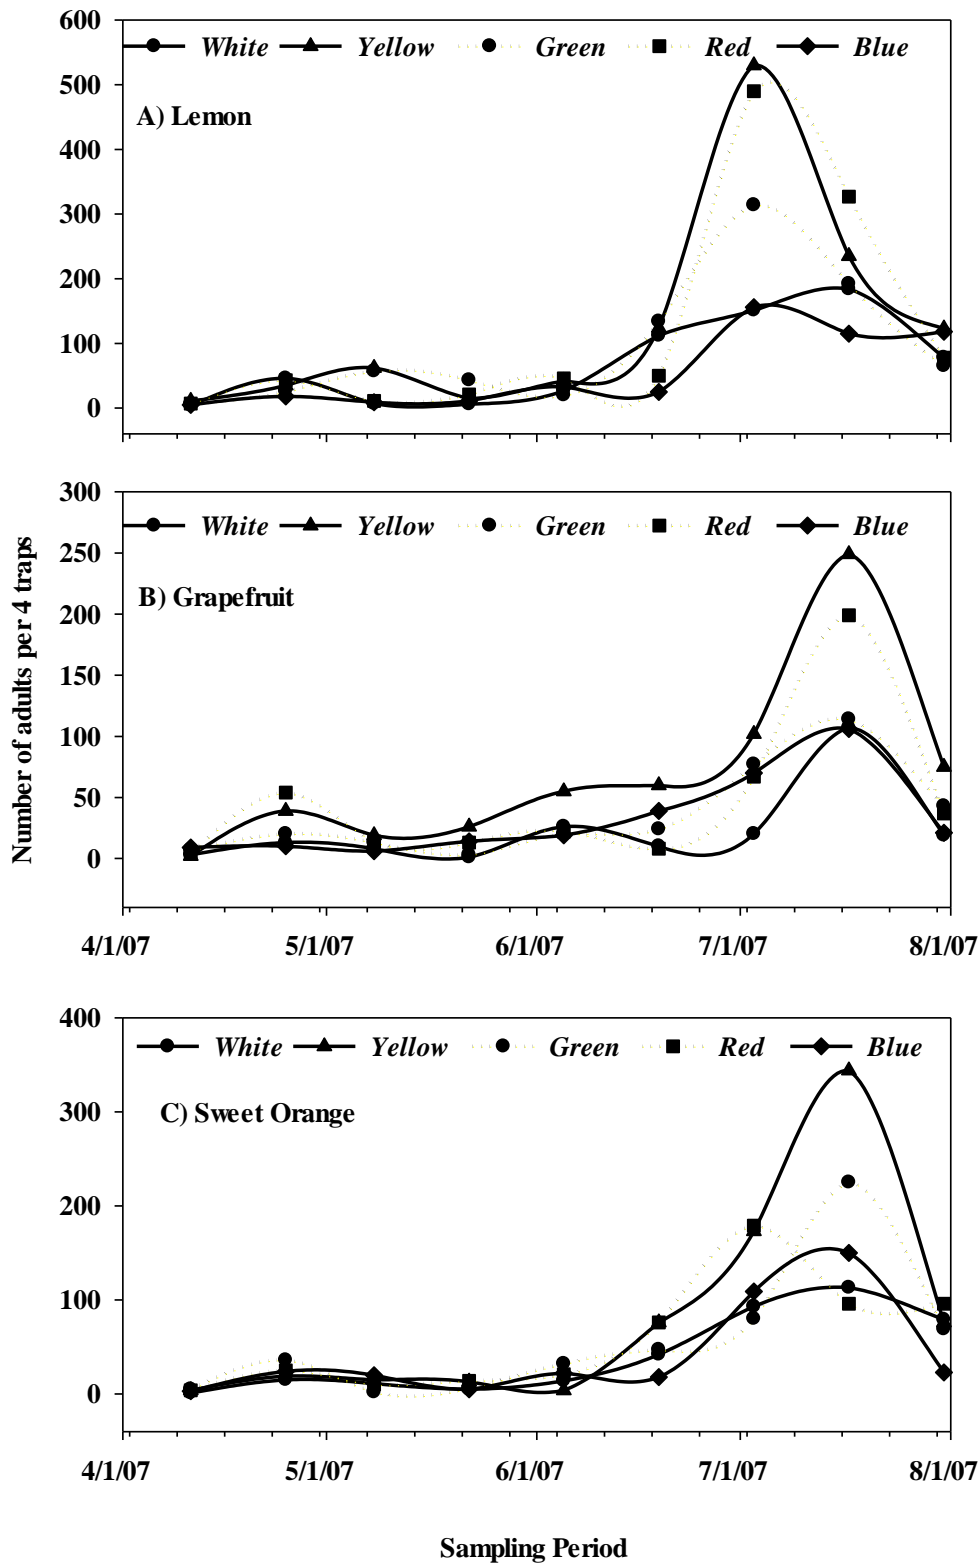 600
White Yellow Green Red Blue
500
A) Lemon
400
300
200
100
0
300
White Yellow Green Red Blue
250
B) Grapefruit
200
150
100
50
0
4/1/07 5/1/07 6/1/07 7/1/07 8/1/07
Number of adults per 4 traps
400
White Yellow Green Red Blue
C) Sweet Orange
300
200
100
0
4/1/07 5/1/07 6/1/07 7/1/07 8/1/07
Sampling Period